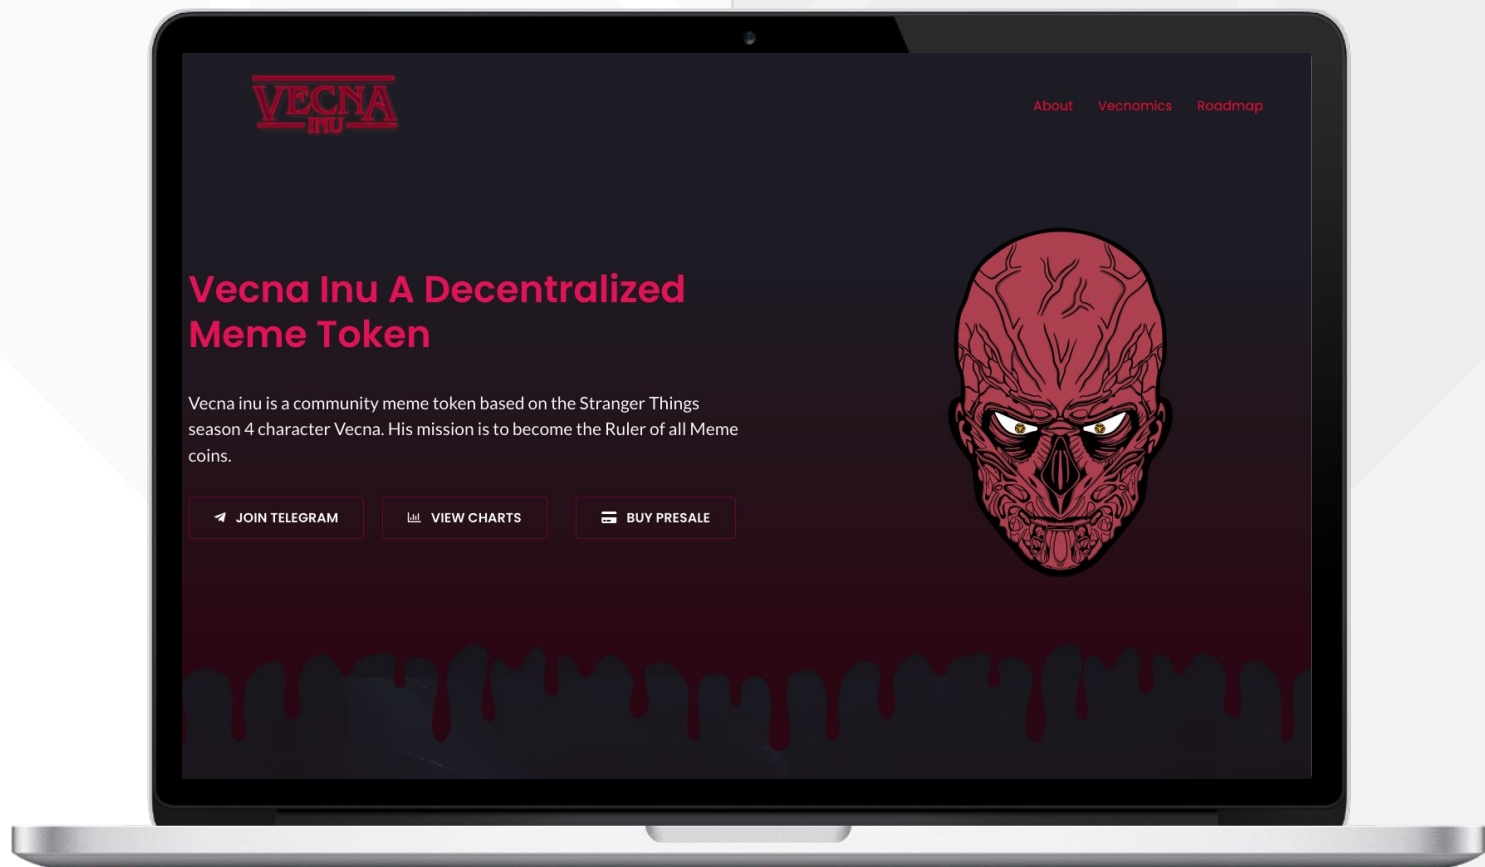 VECNA
INU
About Vecnomics Roadmap
Vecna Inu A Decentralized
Meme Token
Vecna inu is a community meme token based on the Stranger Things
season 4 character Vecna. His mission is to become the Ruler of all Meme
coins.
JOIN TELEGRAM VIEW CHARTS BUY PRESALE